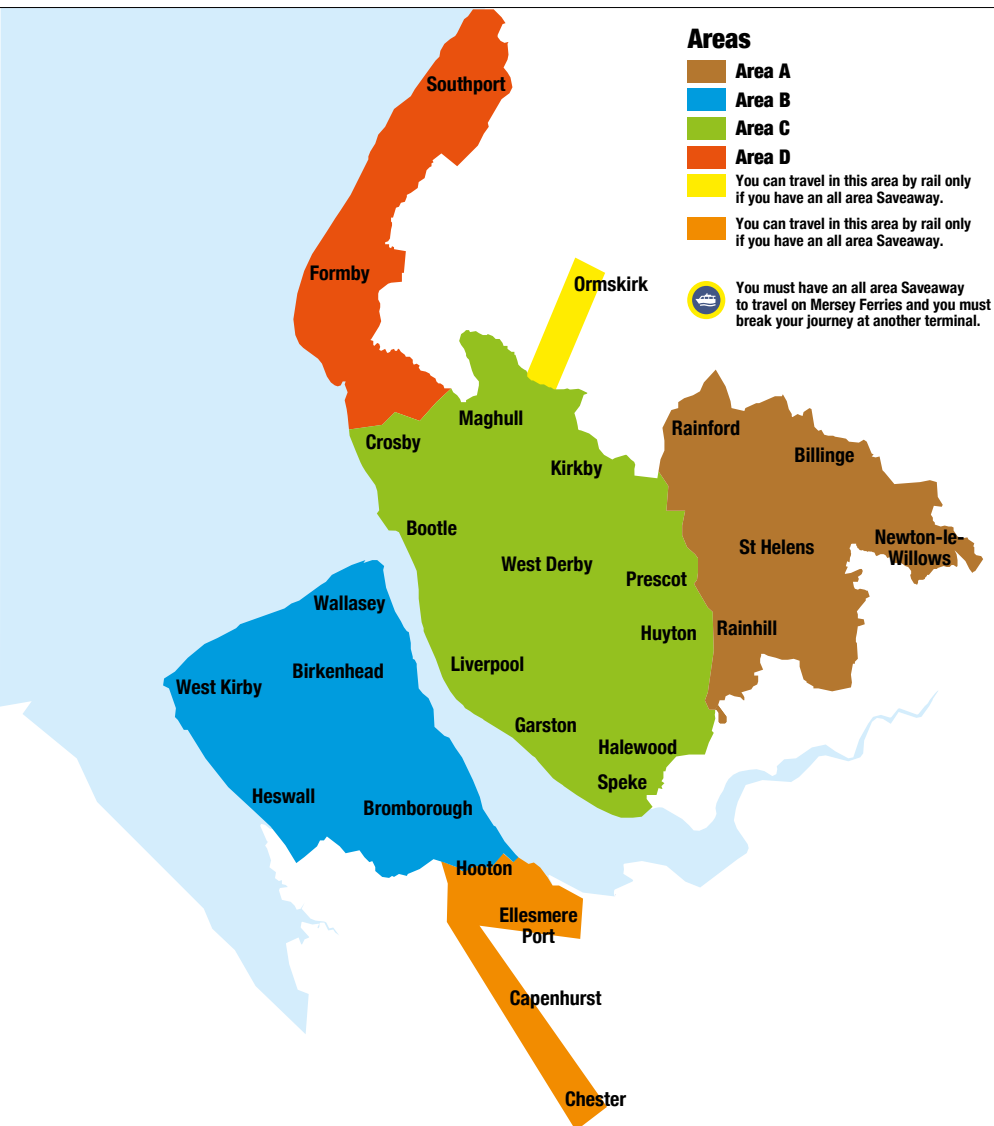 Areas
Area A
Area B
Area C
Area D
You can travel in this area by rail only
if you have an all area Saveaway.
You can travel in this area by rail only
if you have an all area Saveaway.
You must have an all area Saveaway
to travel on Mersey Ferries and you must
break your journey at another terminal.
Southport
Formby
Ormskirk
Maghull
Crosby
Kirkby
Rainford
Billinge
Bootle
West Derby
Prescot
St Helens
Newton-le-
Willows
Wallasey
Huyton
Rainhill
Liverpool
Birkenhead
West Kirby
Garston
Halewood
Speke
Heswall
Bromborough
Hooton
Ellesmere
Port
Capenhurst
Chester